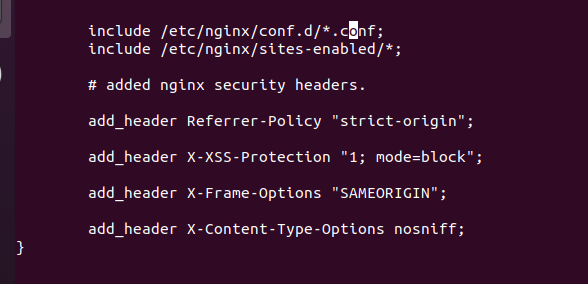 include /etc/nginx/conf.d/*.conf;
include /etc/nginx/sites-enabled/*;
# added nginx security headers.
add_header Referrer-Policy "strict-origin";
add_header X-XSS-Protection "1; mode=block";
add_header X-Frame-Options "SAMEORIGIN";
add_header X-Content-Type-Options nosniff;
}